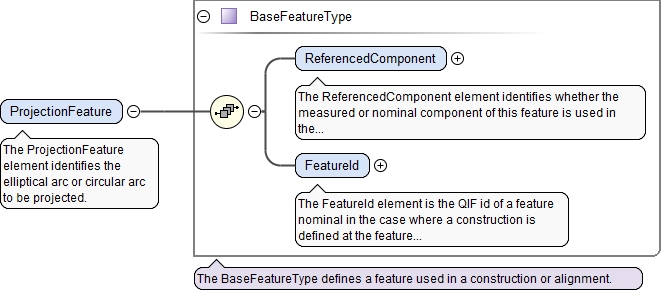 BaseFeatureType
ReferencedComponent
The ReferencedComponent element identifies whether the
measured or nominal component of this feature is used in
the...
ProjectionFeature
The ProjectionFeature
element identifies the
elliptical arc or circular arc
to be projected.
FeatureId
The FeatureId element is the QIF id of a feature
nominal in the case where a construction is
defined at the feature...
The BaseFeatureType defines a feature used in a construction or alignment.